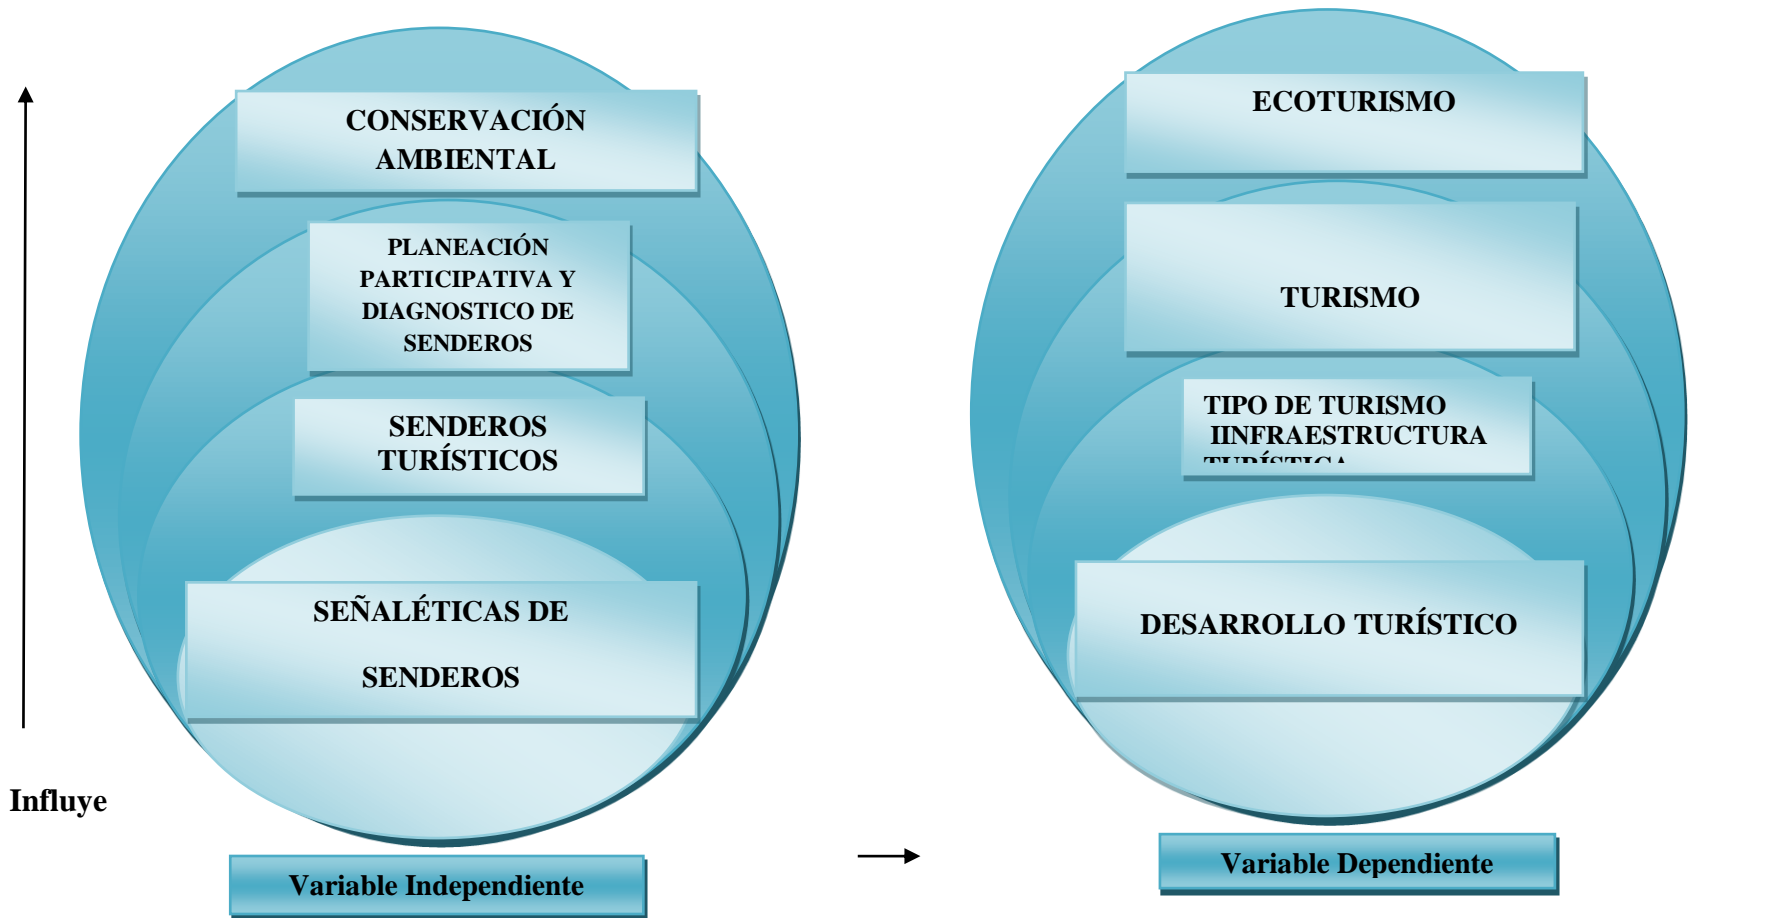 CONSERVACIÓN
AMBIENTAL
PLANEACIÓN
PARTICIPATIVA Y
DIAGNOSTICO DE
SENDEROS
SENDEROS
TURÍSTICOS
SEÑALÉTICAS DE
SENDEROS
Influye
Variable Independiente
ECOTURISMO
TURISMO
TIPO DE TURISMO
IINFRAESTRUCTURA
TURÍSTICA
DESARROLLO TURÍSTICO
Variable Dependiente